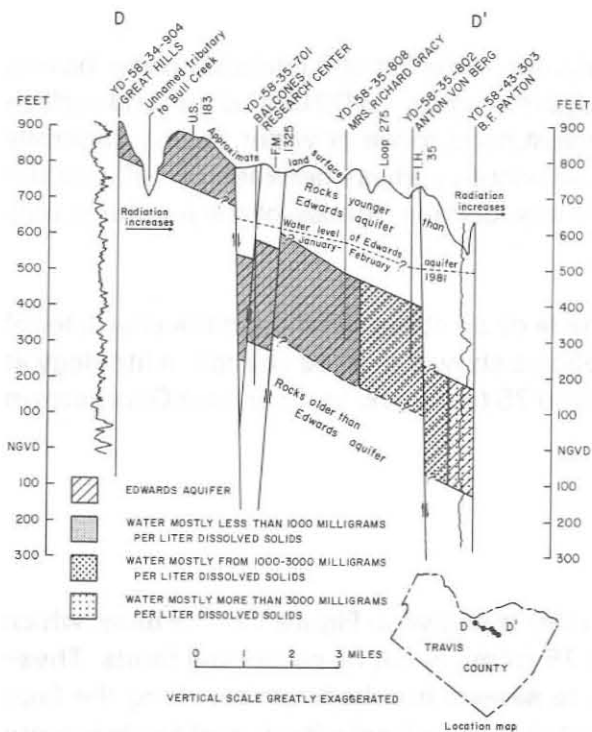 D
D'
YD-58-34-904
GREAT HILLS
Unnamed tributary
to Bull Creek
U.S.
183
YD-58-35-701
BALCONES
RESEARCH CENTER
F.M.
1325
YD-58-35-808
MRS. RICHARD GRACY
Loop 275
YD-58-35-802
ANTON VON BERG
I.H.
35
YD-58-43-303
B.F. PAYTON
FEET
900
800
700
600
500
400
300
200
100
NGVD
100
200
300
FEET
900
800
700
600
500
400
300
200
100
NGVD
100
200
300
Approximate land surface
Radiation
increases
Radiation
increases
Rocks younger than
Edwards aquifer
Water level of Edwards aquifer
January-February 1981
?
?
?
?
?
Rocks older than
Edwards aquifer
EDWARDS AQUIFER
WATER MOSTLY LESS THAN 1000 MILLIGRAMS
PER LITER DISSOLVED SOLIDS
WATER MOSTLY FROM 1000-3000 MILLIGRAMS
PER LITER DISSOLVED SOLIDS
WATER MOSTLY MORE THAN 3000 MILLIGRAMS
PER LITER DISSOLVED SOLIDS
0 1 2 3 MILES
VERTICAL SCALE GREATLY EXAGGERATED
D D'
TRAVIS
COUNTY
Location map